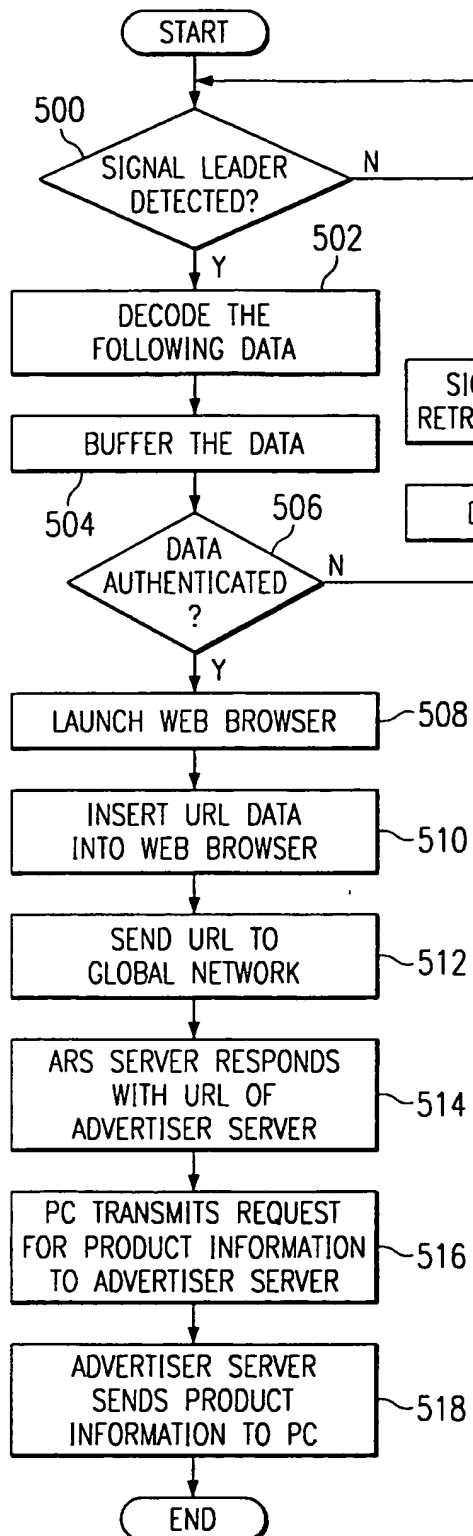 START
500
SIGNAL LEADER
DETECTED?
N
Y
502
DECODE THE
FOLLOWING DATA
BUFFER THE DATA
504
506
DATA
AUTHENTICATED
?
N
Y
LAUNCH WEB BROWSER
508
INSERT URL DATA
INTO WEB BROWSER
510
SEND URL TO
GLOBAL NETWORK
512
ARS SERVER RESPONDS
WITH URL OF
ADVERTISER SERVER
514
PC TRANSMITS REQUEST
FOR PRODUCT INFORMATION
TO ADVERTISER SERVER
516
ADVERTISER SERVER
SENDS PRODUCT
INFORMATION TO PC
518
END